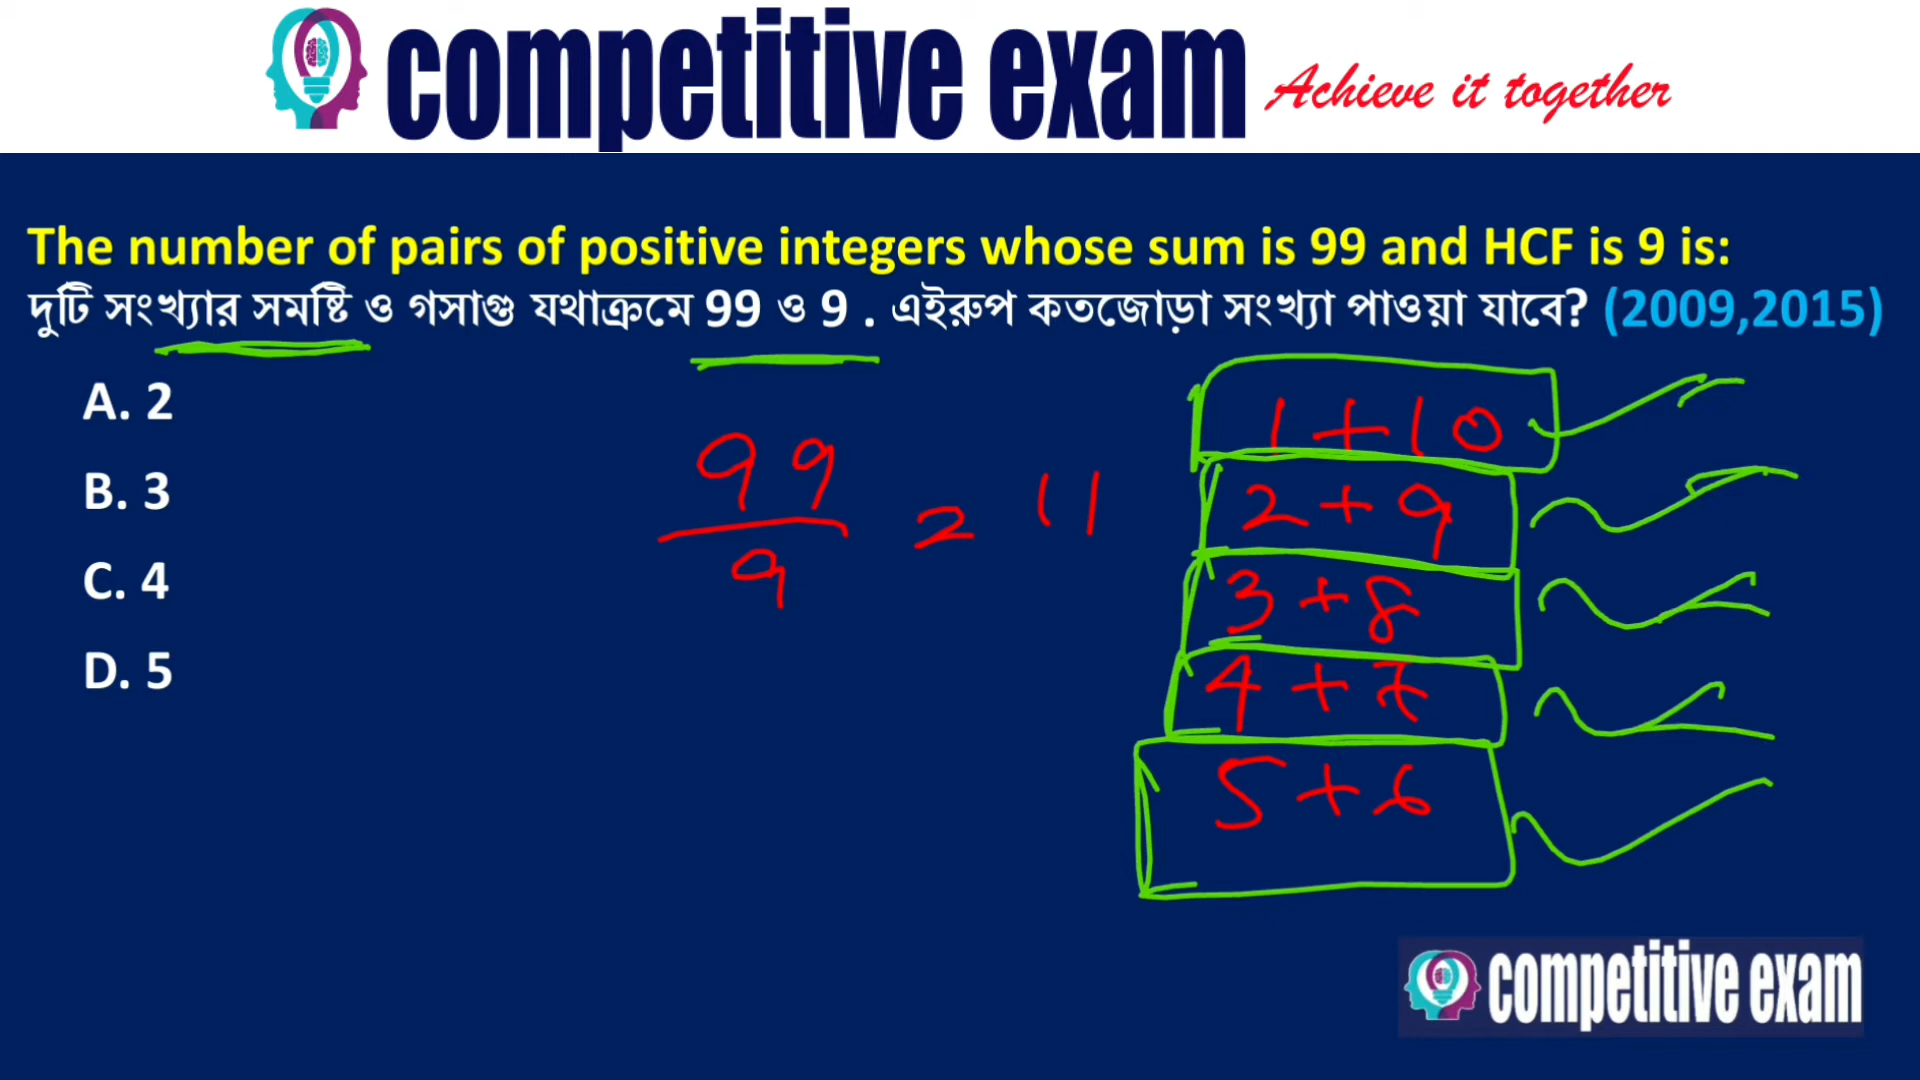 competitive exam Achieve it together
The number of pairs of positive integers whose sum is 99 and HCF is 9 is:
দুটি সংখ্যার সমষ্টি ও গসাগু যথাক্রমে 99 ও 9 . এইরুপ কতজোড়া সংখ্যা পাওয়া যাবে? (2009,2015)
A. 2
B. 3
C. 4
D. 5
99
9
= 11
1+10
2+9
3+8
4+7
5+6
competitive exam